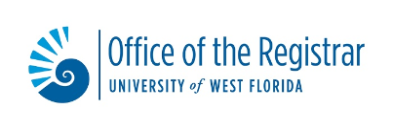 Office of the Registrar
UNIVERSITY of WEST FLORIDA